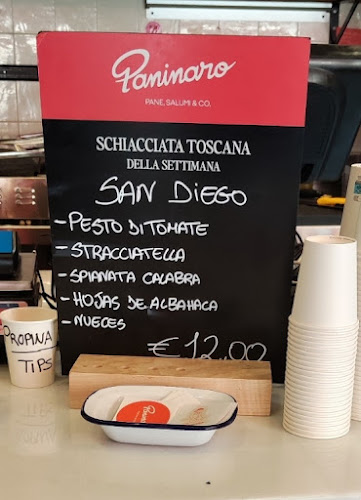 Paninaro
PANE, SALUMI & CO.
SCHIACCIATA TOSCANA
DELLA SETTIMANA
SAN DIEGO
-PESTO DI TOMATE
-STRACCIATELLA
-SPIANATA CALABRA
-HOJAS DE ALBAHACA
-NUECES
€ 12,00
PROPINA
TIPS
Paninaro